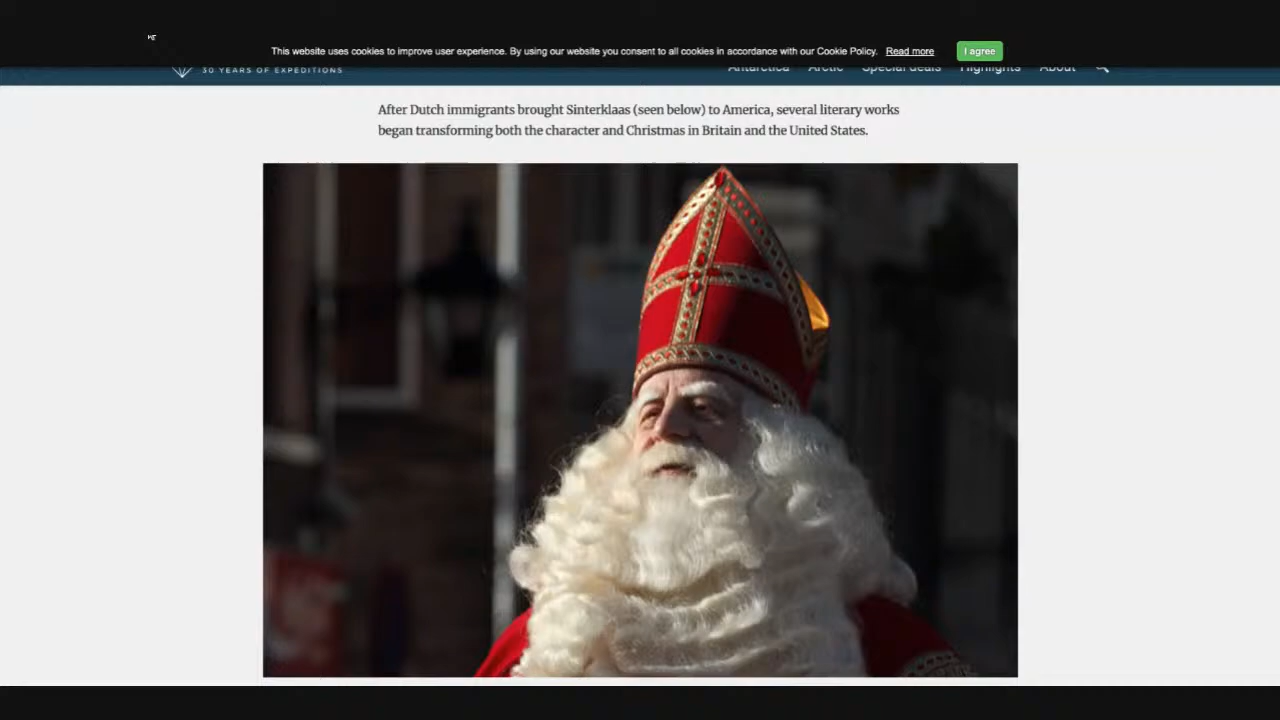 This website uses cookies to improve user experience. By using our website you consent to all cookies in accordance with our Cookie Policy. Read more I agree
30 YEARS OF EXPEDITIONS Antarctica Arctic Special deals Highlights About
After Dutch immigrants brought Sinterklaas (seen below) to America, several literary works
began transforming both the character and Christmas in Britain and the United States.